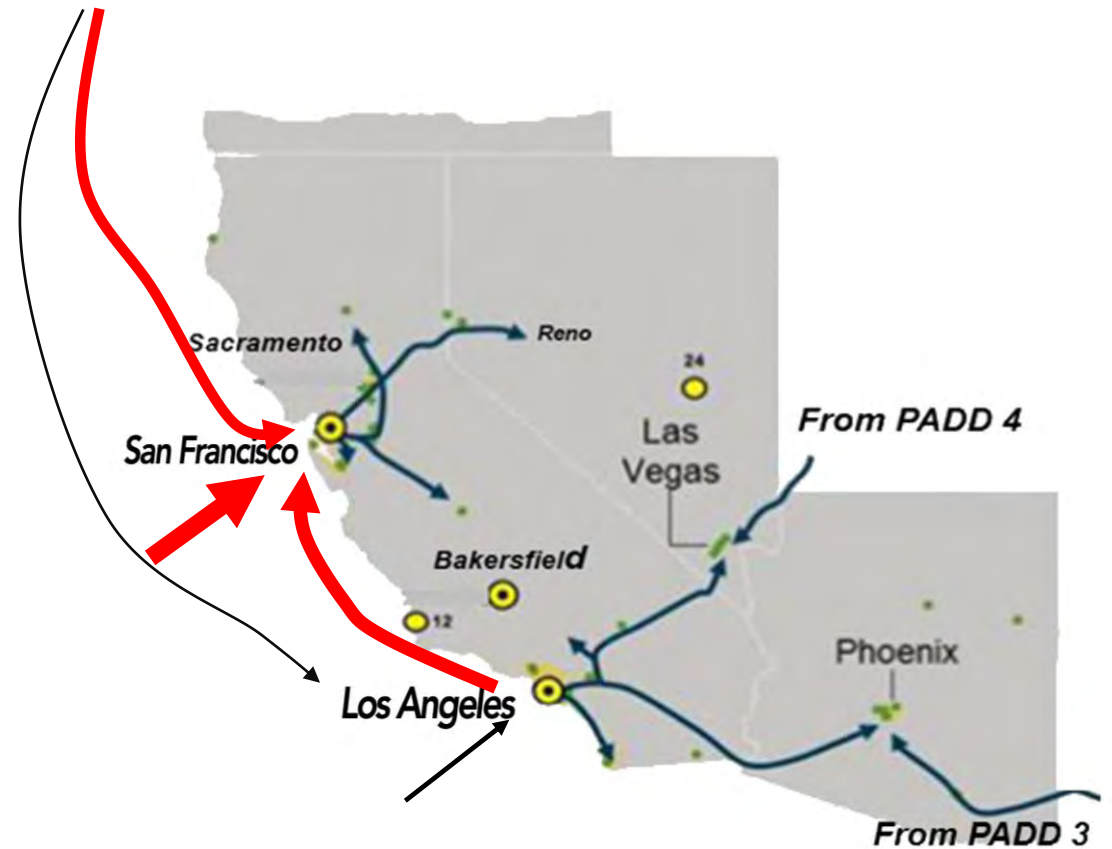 Sacramento
Reno
24
From PADD 4
Las
Vegas
San Francisco
Bakersfield
12
Phoenix
Los Angeles
From PADD 3